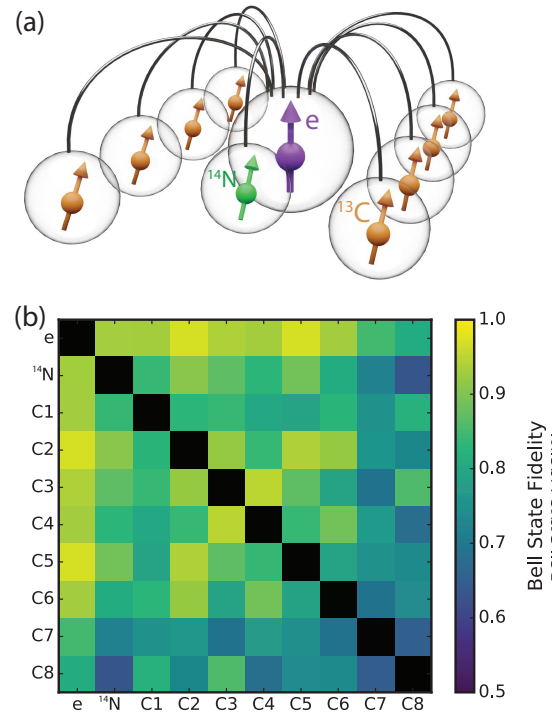 (a)
e
¹⁴N
¹³C
(b)
e
¹⁴N
C1
C2
C3
C4
C5
C6
C7
C8
e ¹⁴N C1 C2 C3 C4 C5 C6 C7 C8
1.0
0.9
0.8
0.7
0.6
0.5
Bell State Fidelity